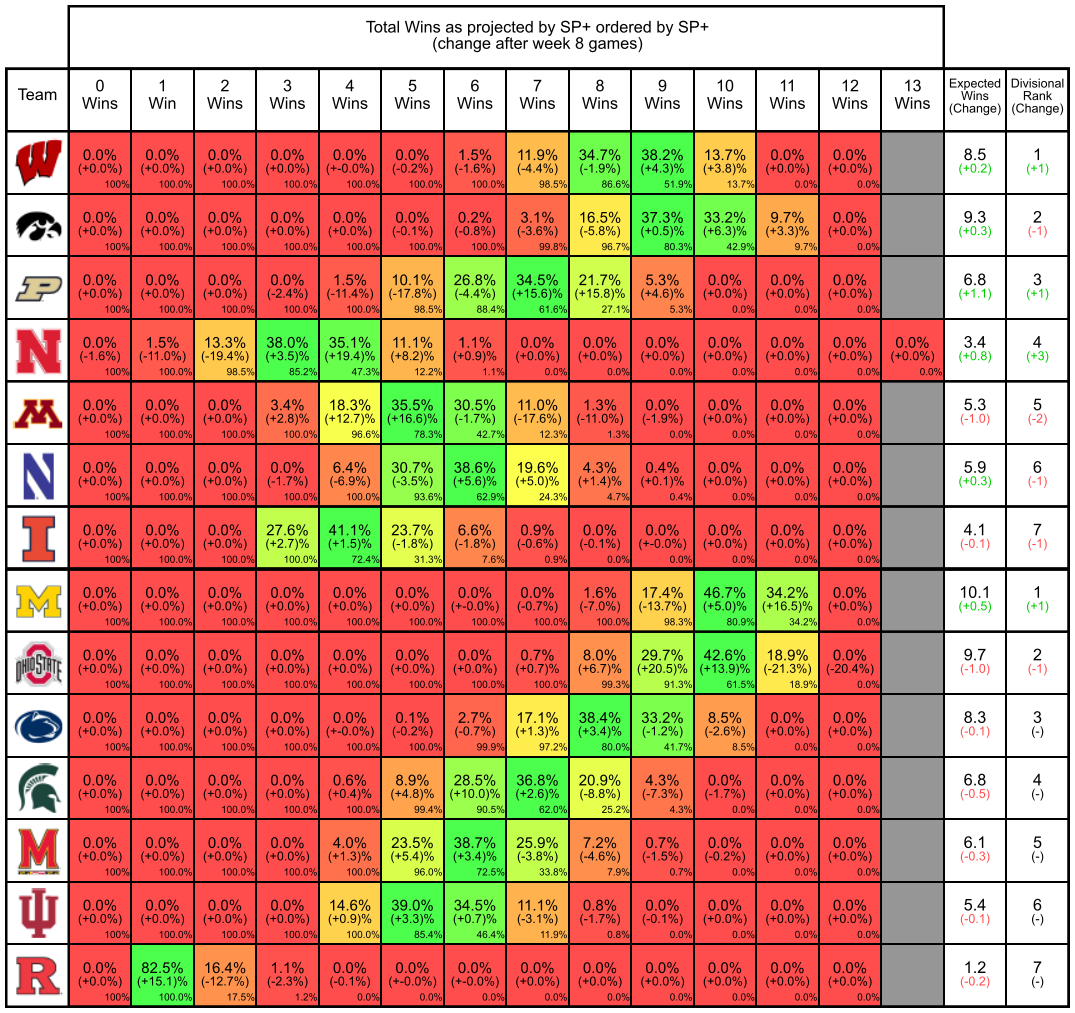 Total Wins as projected by SP+ ordered by SP+
(change after week 8 games)
Team 0 Wins 1 Win 2 Wins 3 Wins 4 Wins 5 Wins 6 Wins 7 Wins 8 Wins 9 Wins 10 Wins 11 Wins 12 Wins 13 Wins Expected Wins (Change) Divisional Rank (Change)
W 0.0% 0.0% 0.0% 0.0% 0.0% 0.0% 1.5% 11.9% 34.7% 38.2% 13.7% 0.0% 0.0% 8.5 1
(+0.0%) (+0.0%) (+0.0%) (+0.0%) (+0.0%) (-0.2%) (-1.6%) (-4.4%) (-1.9%) (+4.3%) (+3.8)% (+0.0%) (+0.0%) (+0.2) (+1)
100% 100.0% 100.0% 100.0% 100.0% 100.0% 100.0% 98.5% 86.6% 51.9% 13.7% 0.0% 0.0%
0.0% 0.0% 0.0% 0.0% 0.0% 0.0% 0.2% 3.1% 16.5% 37.3% 33.2% 9.7% 0.0% 9.3 2
(+0.0%) (+0.0%) (+0.0%) (+0.0%) (+0.0%) (-0.1%) (-0.8%) (-3.6%) (-5.8%) (+0.5)% (+6.3)% (+3.3)% (+0.0%) (+0.3) (-1)
100% 100.0% 100.0% 100.0% 100.0% 100.0% 100.0% 99.8% 96.7% 80.3% 42.9% 9.7% 0.0%
P 0.0% 0.0% 0.0% 0.0% 1.5% 10.1% 26.8% 34.5% 21.7% 5.3% 0.0% 0.0% 0.0% 6.8 3
(+0.0%) (+0.0%) (+0.0%) (-2.4%) (-11.4%) (-17.8%) (-4.4%) (+15.6)% (+15.8)% (+4.6)% (+0.0%) (+0.0%) (+0.0%) (+1.1) (+1)
100% 100.0% 100.0% 100.0% 100.0% 98.5% 88.4% 61.6% 27.1% 5.3% 0.0% 0.0% 0.0%
N 0.0% 1.5% 13.3% 38.0% 35.1% 11.1% 1.1% 0.0% 0.0% 0.0% 0.0% 0.0% 0.0% 0.0% 3.4 4
(-1.6%) (-11.0%) (-19.4%) (+3.5)% (+19.4)% (+8.2)% (+0.9)% (+0.0%) (+0.0%) (+0.0%) (+0.0%) (+0.0%) (+0.0%) (+0.0%) (+0.8) (+3)
100% 100.0% 98.5% 85.2% 47.3% 12.2% 1.1% 0.0% 0.0% 0.0% 0.0% 0.0% 0.0% 0.0%
M 0.0% 0.0% 0.0% 3.4% 18.3% 35.5% 30.5% 11.0% 1.3% 0.0% 0.0% 0.0% 0.0% 5.3 5
(+0.0%) (+0.0%) (+0.0%) (+2.8)% (+12.7)% (+16.6)% (-1.7%) (-17.6%) (-11.0%) (-1.9%) (+0.0%) (+0.0%) (+0.0%) (-1.0) (-2)
100% 100.0% 100.0% 100.0% 96.6% 78.3% 42.7% 12.3% 1.3% 0.0% 0.0% 0.0% 0.0%
N 0.0% 0.0% 0.0% 0.0% 6.4% 30.7% 38.6% 19.6% 4.3% 0.4% 0.0% 0.0% 0.0% 5.9 6
(+0.0%) (+0.0%) (+0.0%) (-1.7%) (-6.9%) (-3.5%) (+5.6)% (+5.0)% (+1.4)% (+0.1)% (+0.0%) (+0.0%) (+0.0%) (+0.3) (-1)
100% 100.0% 100.0% 100.0% 100.0% 93.6% 62.9% 24.3% 4.7% 0.4% 0.0% 0.0% 0.0%
I 0.0% 0.0% 0.0% 27.6% 41.1% 23.7% 6.6% 0.9% 0.0% 0.0% 0.0% 0.0% 0.0% 4.1 7
(+0.0%) (+0.0%) (+0.0%) (+2.7)% (+1.5)% (-1.8%) (-1.8%) (-0.6%) (-0.1%) (+-0.0%) (+0.0%) (+0.0%) (+0.0%) (-0.1) (-1)
100% 100.0% 100.0% 100.0% 72.4% 31.3% 7.6% 0.9% 0.0% 0.0% 0.0% 0.0% 0.0%
M 0.0% 0.0% 0.0% 0.0% 0.0% 0.0% 0.0% 0.0% 1.6% 17.4% 46.7% 34.2% 0.0% 10.1 1
(+0.0%) (+0.0%) (+0.0%) (+0.0%) (+0.0%) (+0.0%) (+-0.0%) (-0.7%) (-7.0%) (-13.7%) (+5.0)% (+16.5)% (+0.0%) (+0.5) (+1)
100% 100.0% 100.0% 100.0% 100.0% 100.0% 100.0% 100.0% 100.0% 98.3% 80.9% 34.2% 0.0%
OHIO STATE 0.0% 0.0% 0.0% 0.0% 0.0% 0.0% 0.0% 0.7% 8.0% 29.7% 42.6% 18.9% 0.0% 9.7 2
(+0.0%) (+0.0%) (+0.0%) (+0.0%) (+0.0%) (+0.0%) (+0.0%) (+0.7)% (+6.7)% (+20.5)% (+13.9)% (-21.3%) (-20.4%) (-1.0) (-1)
100% 100.0% 100.0% 100.0% 100.0% 100.0% 100.0% 100.0% 99.3% 91.3% 61.5% 18.9% 0.0%
0.0% 0.0% 0.0% 0.0% 0.0% 0.1% 2.7% 17.1% 38.4% 33.2% 8.5% 0.0% 0.0% 8.3 3
(+0.0%) (+0.0%) (+0.0%) (+0.0%) (+-0.0%) (-0.2%) (-0.7%) (+1.3)% (+3.4)% (-1.2%) (-2.6%) (+0.0%) (+0.0%) (-0.1) (-)
100% 100.0% 100.0% 100.0% 100.0% 100.0% 99.9% 97.2% 80.0% 41.7% 8.5% 0.0% 0.0%
0.0% 0.0% 0.0% 0.0% 0.6% 8.9% 28.5% 36.8% 20.9% 4.3% 0.0% 0.0% 0.0% 6.8 4
(+0.0%) (+0.0%) (+0.0%) (+0.0%) (+0.4)% (+4.8)% (+10.0)% (+2.6)% (-8.8%) (-7.3%) (-1.7%) (+0.0%) (+0.0%) (-0.5) (-)
100% 100.0% 100.0% 100.0% 100.0% 99.4% 90.5% 62.0% 25.2% 4.3% 0.0% 0.0% 0.0%
M 0.0% 0.0% 0.0% 0.0% 4.0% 23.5% 38.7% 25.9% 7.2% 0.7% 0.0% 0.0% 0.0% 6.1 5
(+0.0%) (+0.0%) (+0.0%) (+0.0%) (+1.3)% (+5.4)% (+3.4)% (-3.8%) (-4.6%) (-1.5%) (-0.2%) (+0.0%) (+0.0%) (-0.3) (-)
100% 100.0% 100.0% 100.0% 100.0% 96.0% 72.5% 33.8% 7.9% 0.7% 0.0% 0.0% 0.0%
0.0% 0.0% 0.0% 0.0% 14.6% 39.0% 34.5% 11.1% 0.8% 0.0% 0.0% 0.0% 0.0% 5.4 6
(+0.0%) (+0.0%) (+0.0%) (+0.0%) (+0.9)% (+3.3)% (+0.7)% (-3.1%) (-1.7%) (-0.1%) (+0.0%) (+0.0%) (+0.0%) (-0.1) (-)
100% 100.0% 100.0% 100.0% 100.0% 85.4% 46.4% 11.9% 0.8% 0.0% 0.0% 0.0% 0.0%
R 0.0% 82.5% 16.4% 1.1% 0.0% 0.0% 0.0% 0.0% 0.0% 0.0% 0.0% 0.0% 0.0% 1.2 7
(+0.0%) (+15.1)% (-12.7%) (-2.3%) (-0.1%) (+-0.0%) (+-0.0%) (+0.0%) (+0.0%) (+0.0%) (+0.0%) (+0.0%) (+0.0%) (-0.2) (-)
100% 100.0% 17.5% 1.2% 0.0% 0.0% 0.0% 0.0% 0.0% 0.0% 0.0% 0.0% 0.0%